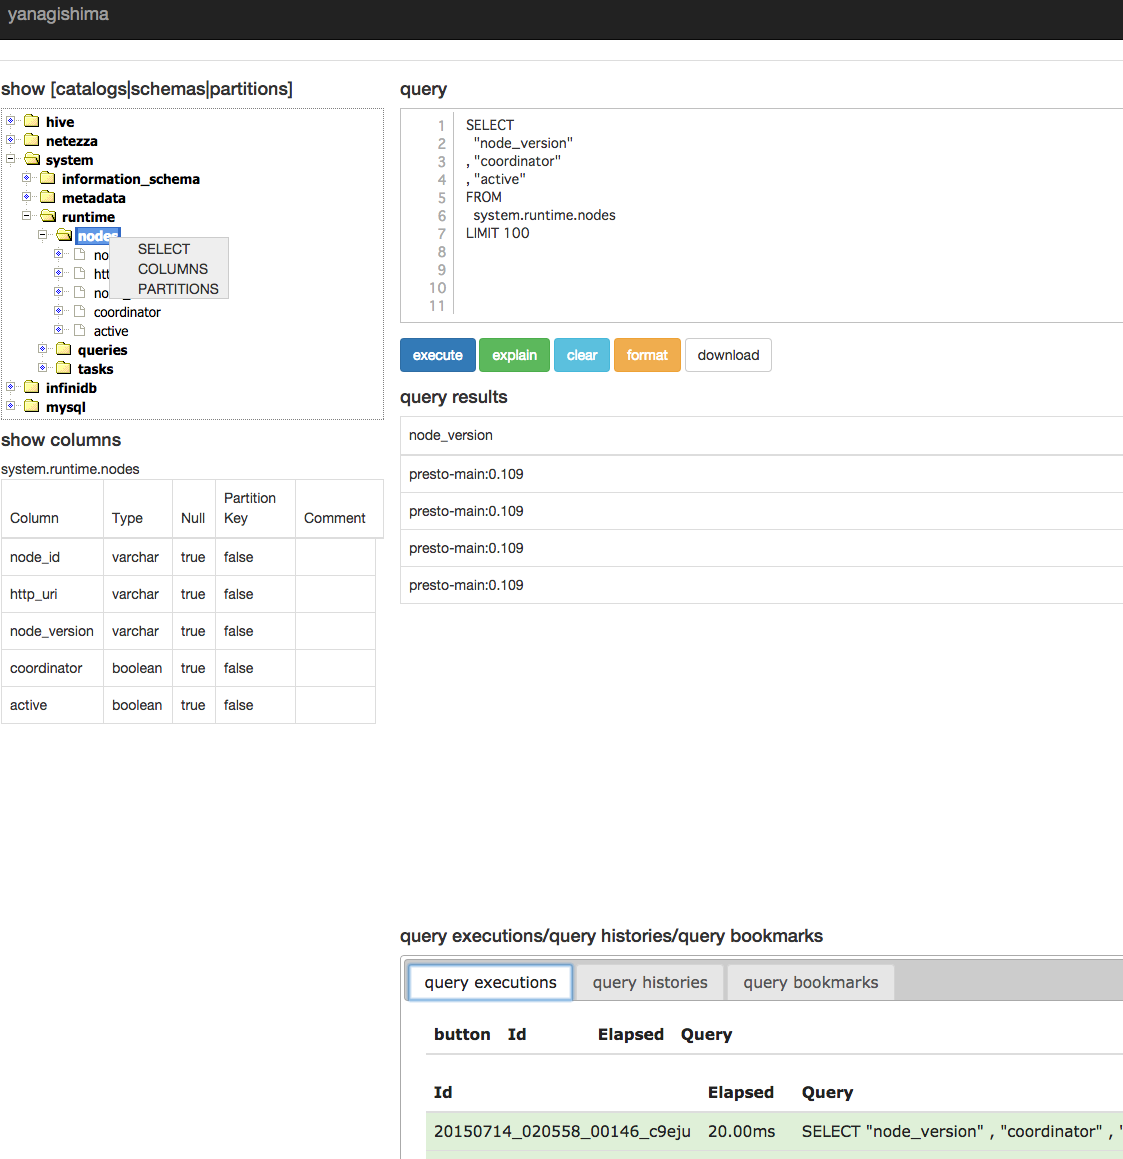 yanagishima
show [catalogs|schemas|partitions]
hive
netezza
system
information_schema
metadata
runtime
nodes
SELECT
COLUMNS
PARTITIONS
coordinator
active
queries
tasks
infinidb
mysql
show columns
system.runtime.nodes
Column Type Null Partition Key Comment
node_id varchar true false
http_uri varchar true false
node_version varchar true false
coordinator boolean true false
active boolean true false
query
1 SELECT
2 "node_version"
3 , "coordinator"
4 , "active"
5 FROM
6 system.runtime.nodes
7 LIMIT 100
8
9
10
11
execute explain clear format download
query results
node_version
presto-main:0.109
presto-main:0.109
presto-main:0.109
presto-main:0.109
query executions/query histories/query bookmarks
query executions query histories query bookmarks
button Id Elapsed Query
Id Elapsed Query
20150714_020558_00146_c9eju 20.00ms SELECT "node_version" , "coordinator" , "